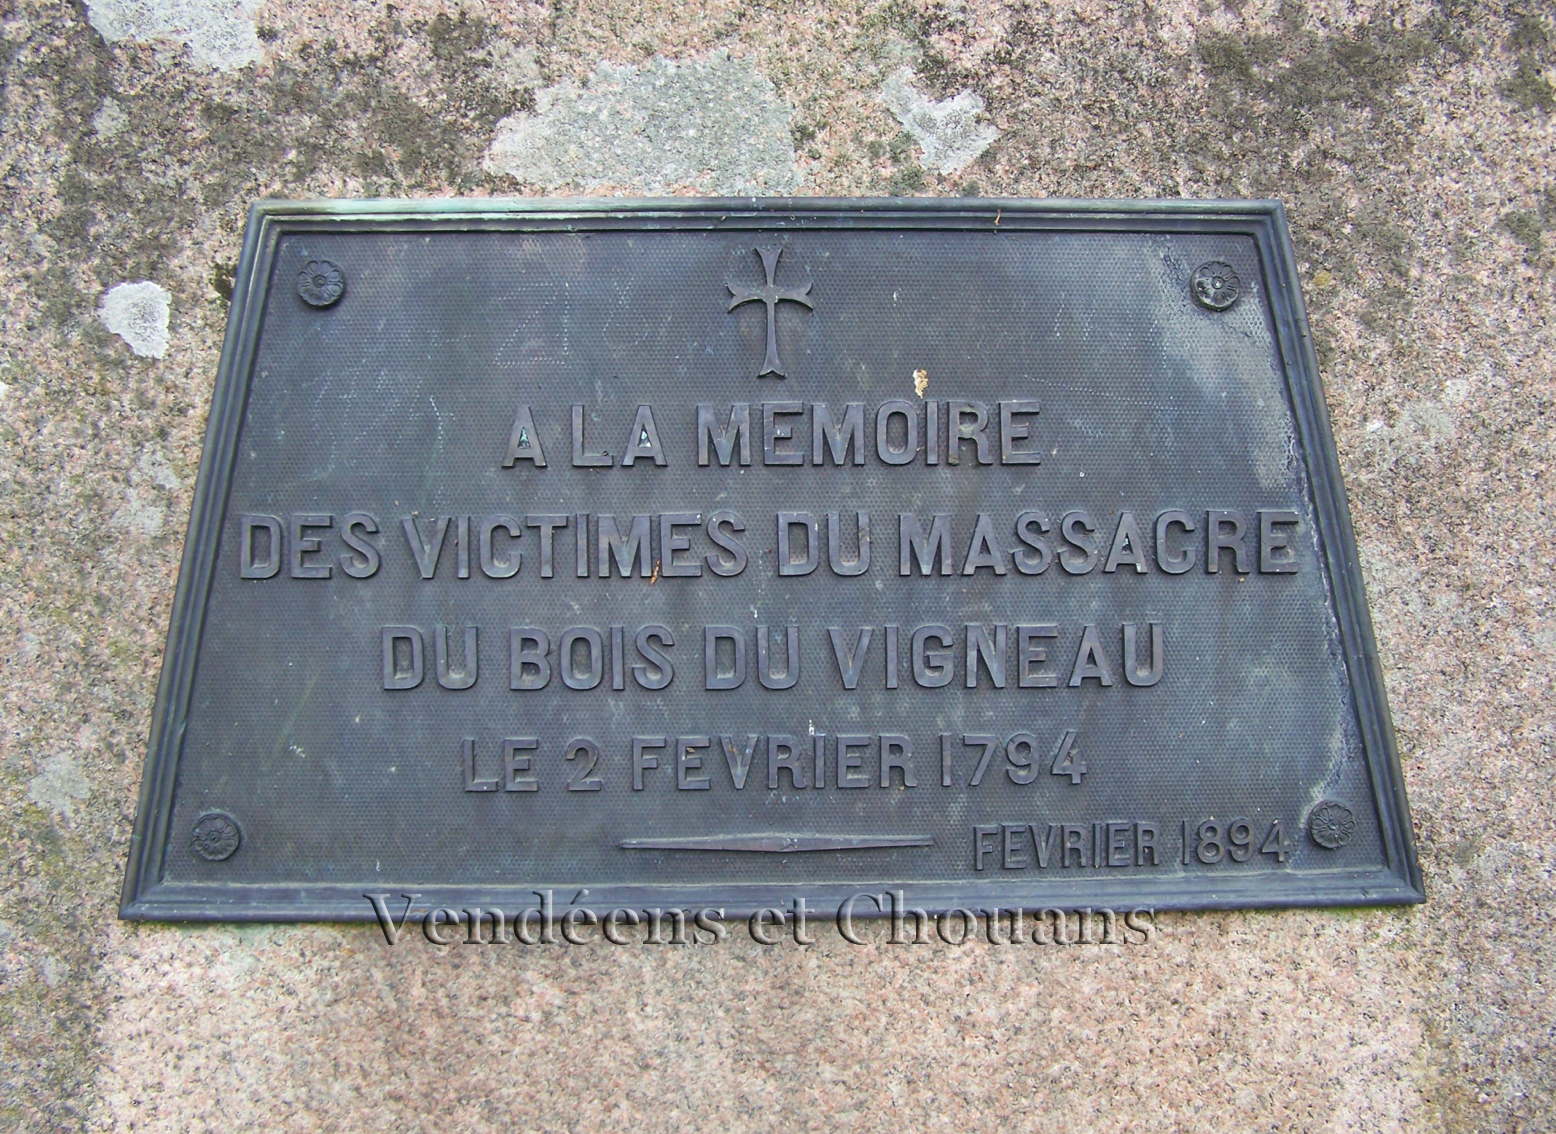 A LA MEMOIRE
DES VICTIMES DU MASSACRE
DU BOIS DU VIGNEAU
LE 2 FEVRIER 1794
FEVRIER 1894
Vendéens et Chouans